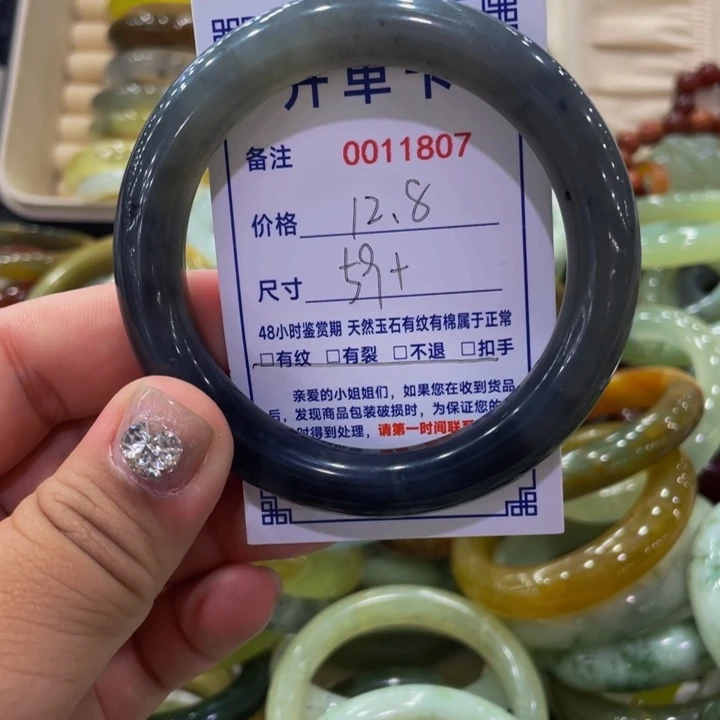 开单卡
备注 0011807
价格 12.8
尺寸 59+
48小时鉴赏期 天然玉石有纹有棉属于正常
□有纹 □有裂 □不退 □扣手
亲爱的小姐姐们，如果您在收到货品
后，发现商品包装破损时，为保证您的
时得到处理，请第一时间联系